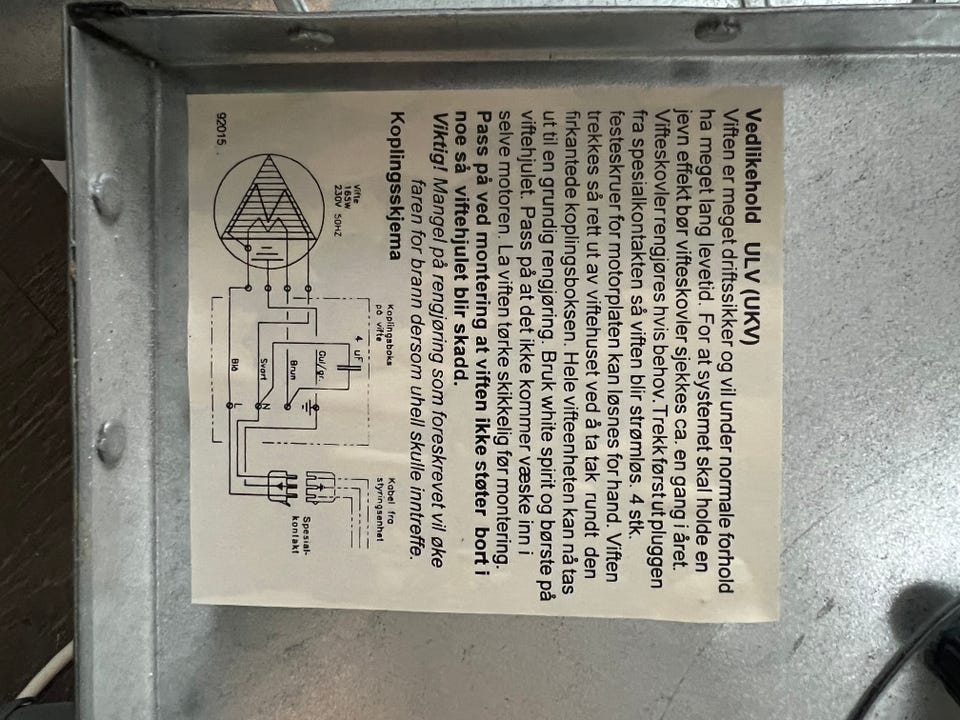 Vedlikehold ULV (UKV)
Viften er meget driftssikker og vil under normale forhold
ha meget lang levetid. For at systemet skal holde en
jevn effekt bør vifteskovler sjekkes ca. en gang i året.
Vifteskovler rengjøres hvis behov. Trekk først ut pluggen
fra spesialkontakten så viften blir strømløs. 4 stk.
festeskruer for motorplaten kan løsnes for hand. Viften
trekkes så rett ut av viftehuset ved å ta tak rundt den
firkantede koplingsboksen. Hele vifteenheten kan nå tas
ut til en grundig rengjøring. Bruk white spirit og børste på
viftehjulet. Pass på at det ikke kommer væske inn i
selve motoren. La viften tørke skikkelig før montering.
Pass på ved montering at viften ikke støter bort i
noe så viftehjulet blir skadd.
Viktig! Mangel på rengjøring som foreskrevet vil øke
faren for brann dersom uhell skulle inntreffe.
Koplingsskjema
Vifte
165W
230V 50HZ
Koplingsboks
på vifte
Kabel fra
styringsenhet
4 uF
Gul/gr.
Brun
Svart
Blå
N
L
Spesial-
kontakt
92015